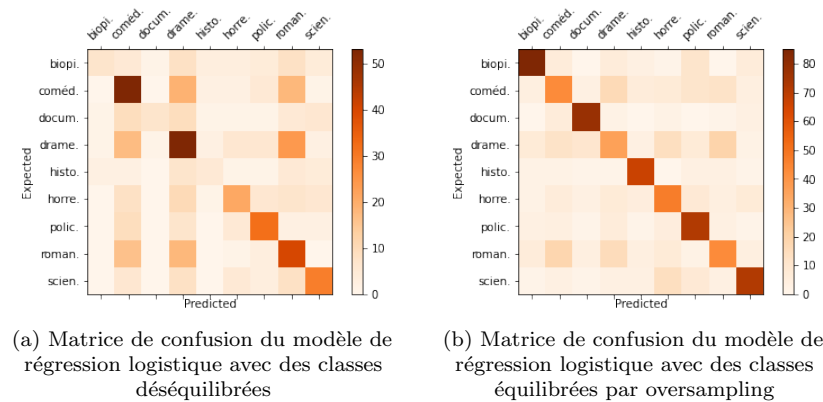 biopi. coméd. docum. drame. histo. horre. polic. roman. scien.
biopi.
coméd.
docum.
drame.
histo.
horre.
polic.
roman.
scien.
Expected
Predicted
50
40
30
20
10
0
(a) Matrice de confusion du modèle de
régression logistique avec des classes
déséquilibrées
biopi. coméd. docum. drame. histo. horre. polic. roman. scien.
biopi.
coméd.
docum.
drame.
histo.
horre.
polic.
roman.
scien.
Expected
Predicted
80
70
60
50
40
30
20
10
0
(b) Matrice de confusion du modèle de
régression logistique avec des classes
équilibrées par oversampling